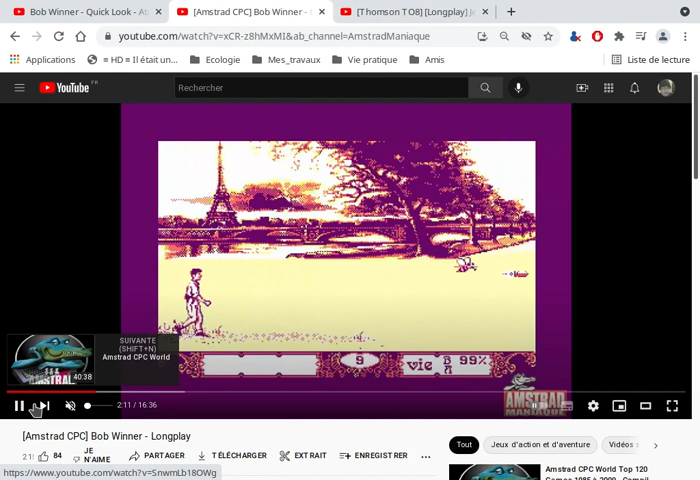 Bob Winner - Quick Look - At
[Amstrad CPC] Bob Winner -
[Thomson TO8] [Longplay]
youtube.com/watch?v=xCR-z8hMxMI&ab_channel=AmstradManiaque
Applications
= HD = Il était un…
Ecologie
Mes_travaux
Vie pratique
Amis
Liste de lecture
YouTube FR
Rechercher
9
vie
99%
SUIVANTE
(SHIFT+N)
Amstrad CPC World
AMSTRAD
40:38
AMSTRAD
MANIAQUE
2:11 / 16:36
[Amstrad CPC] Bob Winner - Longplay
84
JE N'AIME
PARTAGER
TÉLÉCHARGER
EXTRAIT
ENREGISTRER
Tout
Jeux d'action et d'aventure
Vidéos
Amstrad CPC World Top 120
https://www.youtube.com/watch?v=SnwmLb18OWg